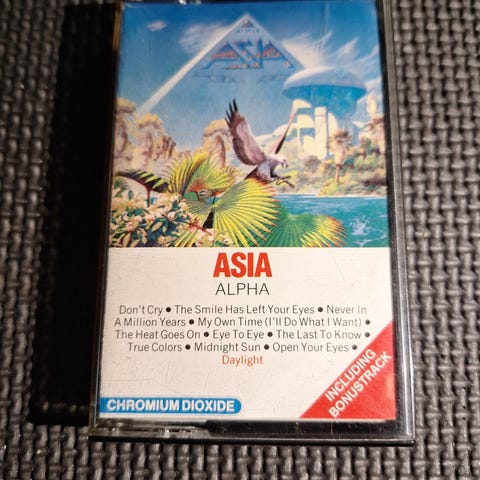 ASIA
ASIA
ALPHA
Don't Cry ● The Smile Has Left Your Eyes ● Never In
A Million Years ● My Own Time (I'll Do What I Want) ●
The Heat Goes On ● Eye To Eye ● The Last To Know ●
True Colors ● Midnight Sun ● Open Your Eyes ●
Daylight
INCLUDING
BONUSTRACK
CHROMIUM DIOXIDE